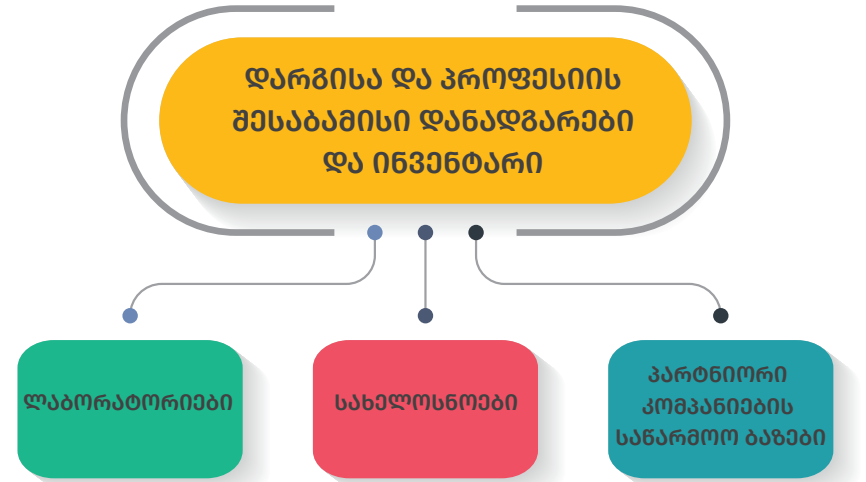 დარგისა და პროფესიის
შესაბამისი დანადგარები
და ინვენტარი
ლაბორატორიები
სახელოსნოები
პარტნიორი
კომპანიების
საწარმოო ბაზები